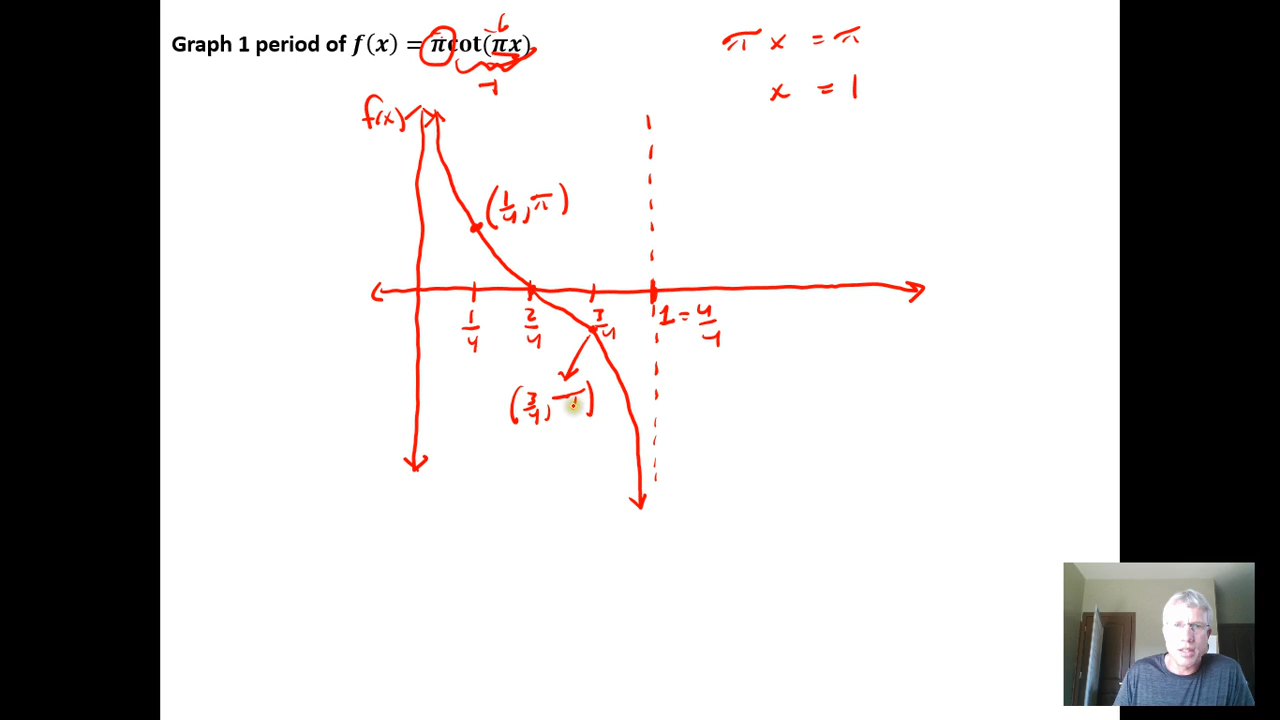 Graph 1 period of f(x) = πcot(πx)
πx = π
x = 1
f(x)
(1/4, π)
1/4 2/4 3/4 1 = 4/4
(3/4, -π)